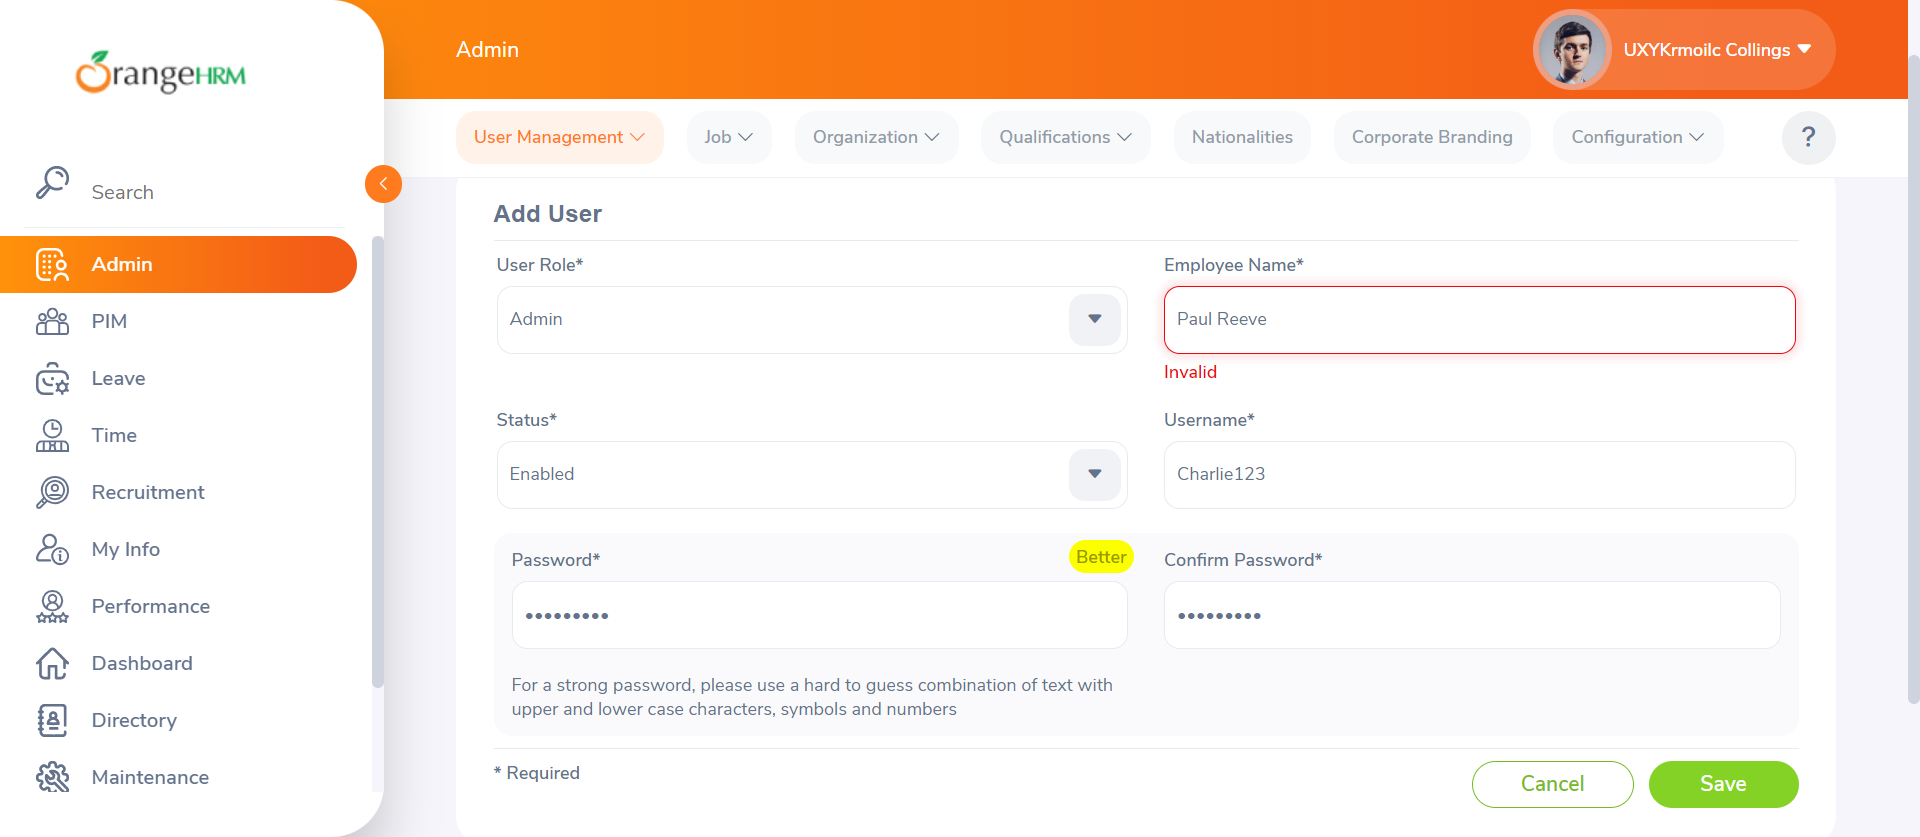 OrangeHRM
Admin
UXYKrmoilc Collings
User Management
Job
Organization
Qualifications
Nationalities
Corporate Branding
Configuration
?
Search
Admin
PIM
Leave
Time
Recruitment
My Info
Performance
Dashboard
Directory
Maintenance
Add User
User Role*
Admin
Employee Name*
Paul Reeve
Invalid
Status*
Enabled
Username*
Charlie123
Password*
Better
•••••••••
Confirm Password*
•••••••••
For a strong password, please use a hard to guess combination of text with
upper and lower case characters, symbols and numbers
* Required
Cancel
Save